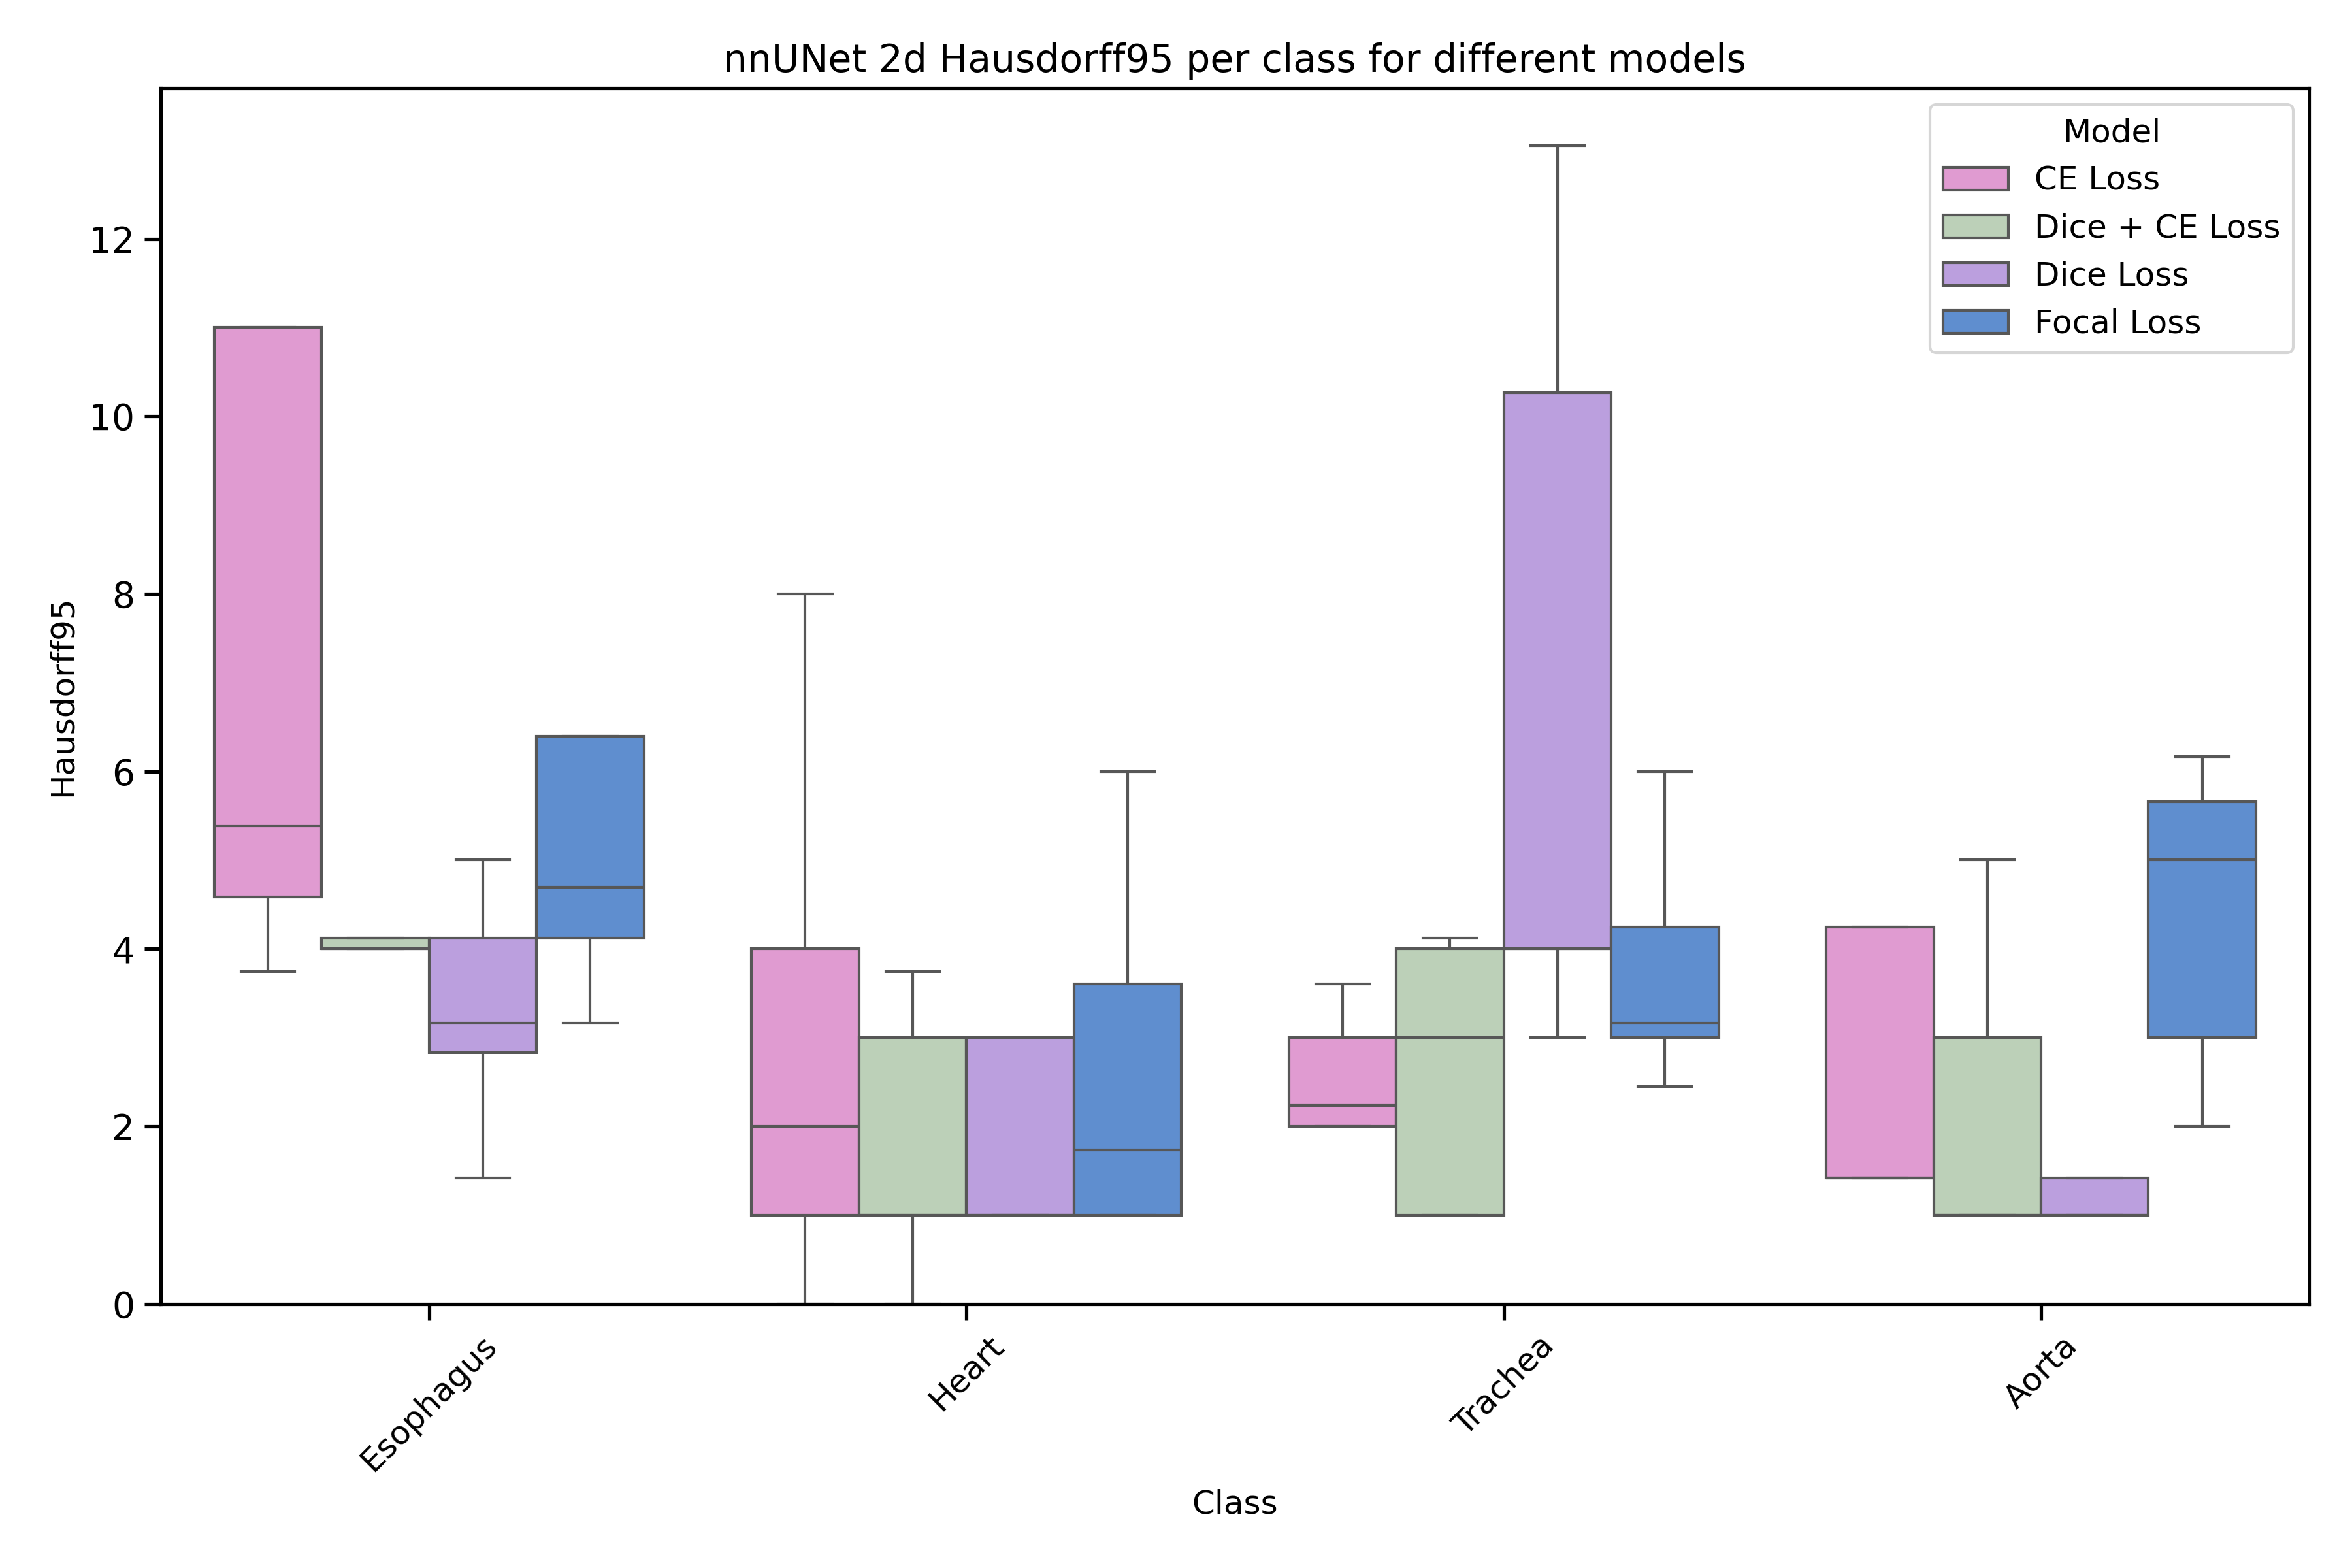 nnUNet 2d Hausdorff95 per class for different models
Model
CE Loss
Dice + CE Loss
Dice Loss
Focal Loss
Hausdorff95
12
10
8
6
4
2
0
Esophagus
Heart
Trachea
Aorta
Class